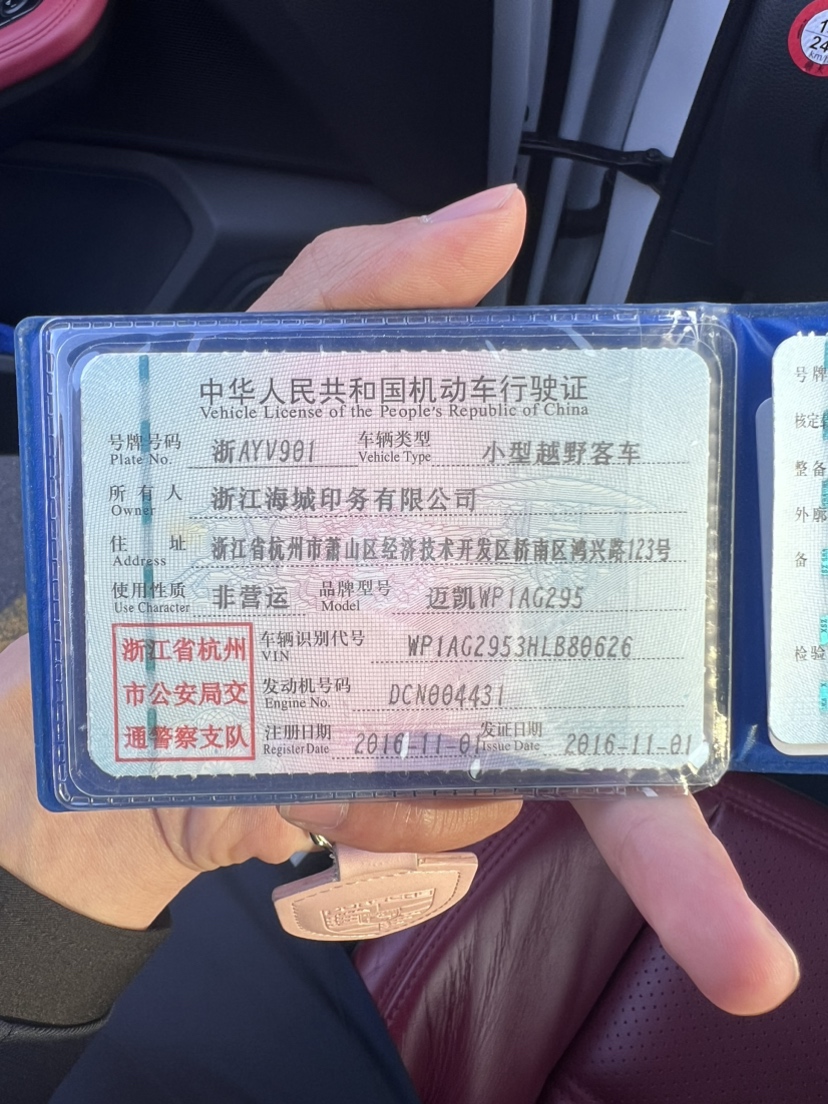 中华人民共和国机动车行驶证
Vehicle License of the People's Republic of China
号牌号码 浙AYV901 车辆类型 小型越野客车
Plate No. Vehicle Type
所有人 浙江海城印务有限公司
Owner
住址 浙江省杭州市萧山区经济技术开发区桥南区鸿兴路123号
Address
使用性质 非营运 品牌型号 迈凯WP1AG295
Use Character Model
浙江省杭州
市公安局交
通警察支队
车辆识别代号 WP1AG2953HLB80626
VIN
发动机号码 DCN004431
Engine No.
注册日期 2016-11-01 发证日期 2016-11-01
Register Date Issue Date
号牌
核定
整备
外廓
备
检验